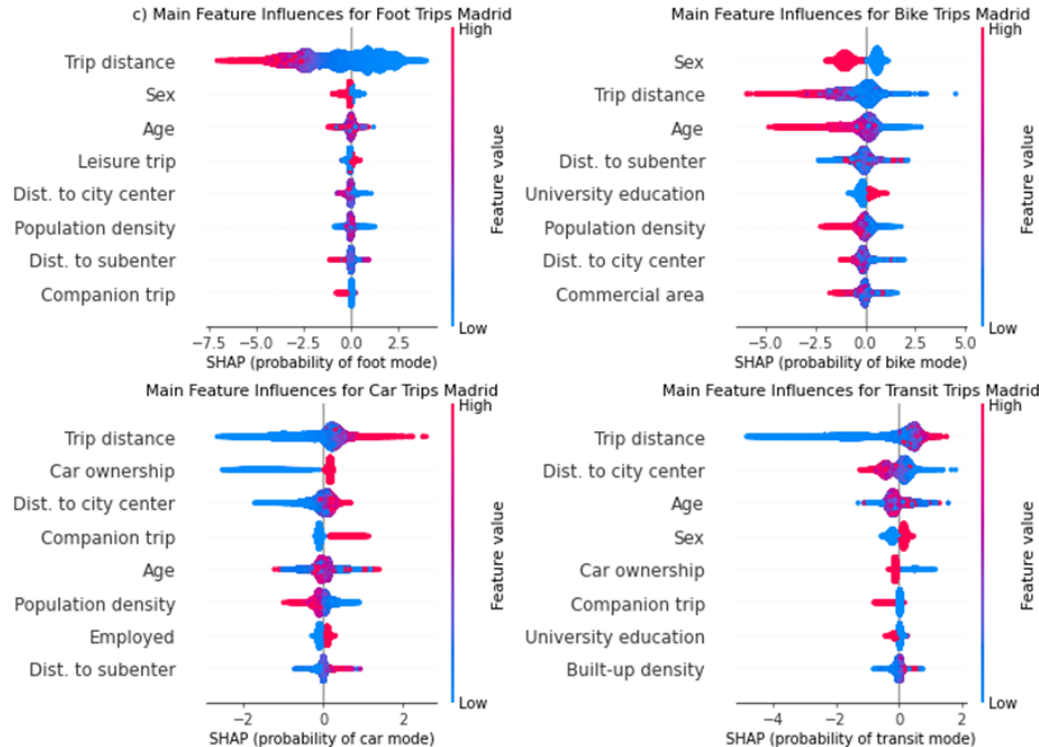 c) Main Feature Influences for Foot Trips Madrid
High
Trip distance
Sex
Age
Leisure trip
Dist. to city center
Population density
Dist. to subenter
Companion trip
Feature value
Low
−7.5 −5.0 −2.5 0.0 2.5
SHAP (probability of foot mode)
Main Feature Influences for Bike Trips Madrid
High
Sex
Trip distance
Age
Dist. to subenter
University education
Population density
Dist. to city center
Commercial area
Feature value
Low
−5.0 −2.5 0.0 2.5 5.0
SHAP (probability of bike mode)
Main Feature Influences for Car Trips Madrid
High
Trip distance
Car ownership
Dist. to city center
Companion trip
Age
Population density
Employed
Dist. to subenter
Feature value
Low
−2 0 2
SHAP (probability of car mode)
Main Feature Influences for Transit Trips Madrid
High
Trip distance
Dist. to city center
Age
Sex
Car ownership
Companion trip
University education
Built-up density
Feature value
Low
−4 −2 0 2
SHAP (probability of transit mode)